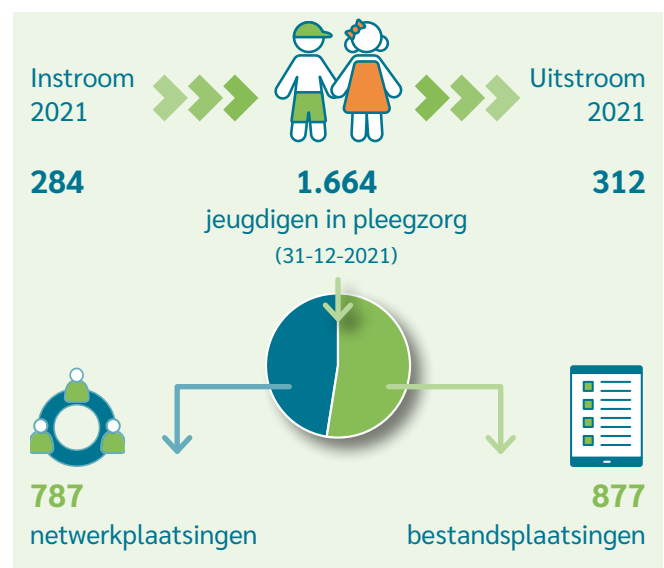 Instroom
2021
284
1.664
jeugdigen in pleegzorg
(31-12-2021)
Uitstroom
2021
312
787
netwerkplaatsingen
877
bestandsplaatsingen